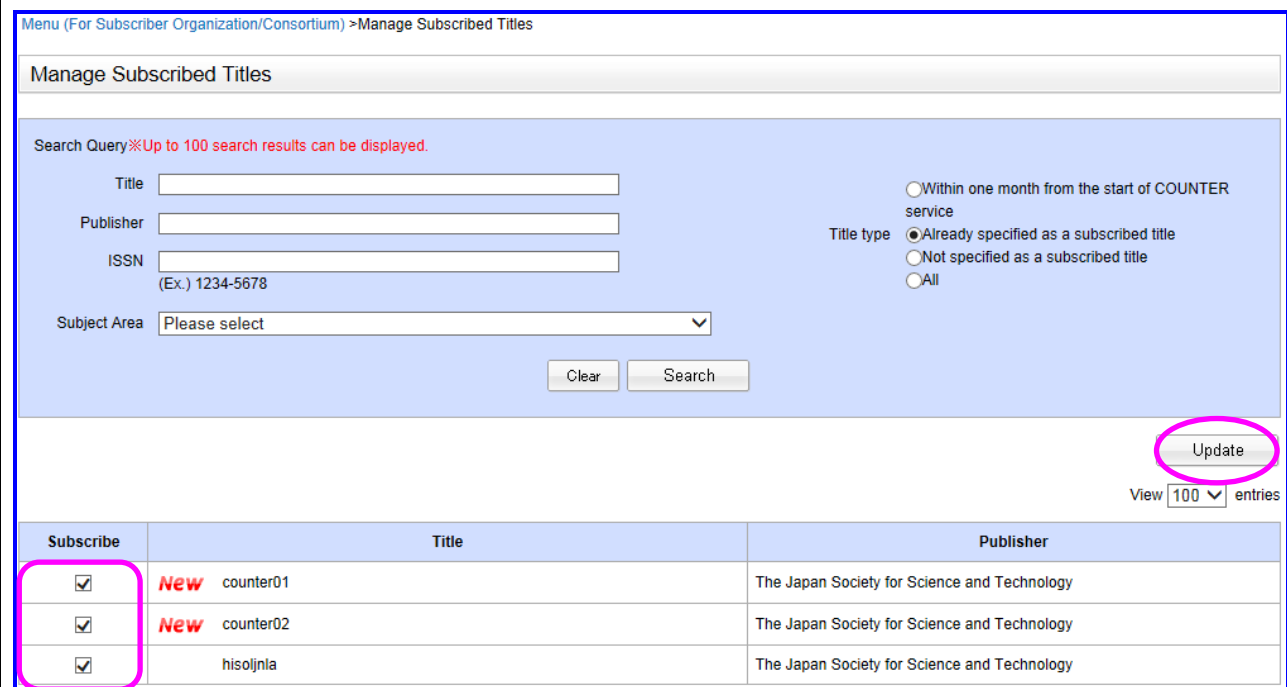 Menu (For Subscriber Organization/Consortium) >Manage Subscribed Titles
Manage Subscribed Titles
Search Query※Up to 100 search results can be displayed.
Title
Publisher
ISSN
(Ex.) 1234-5678
Subject Area Please select
Title type
○Within one month from the start of COUNTER
service
Already specified as a subscribed title
Not specified as a subscribed title
All
Clear Search
Update
View 100 entries
Subscribe Title Publisher
New counter01 The Japan Society for Science and Technology
New counter02 The Japan Society for Science and Technology
hisoljnla The Japan Society for Science and Technology